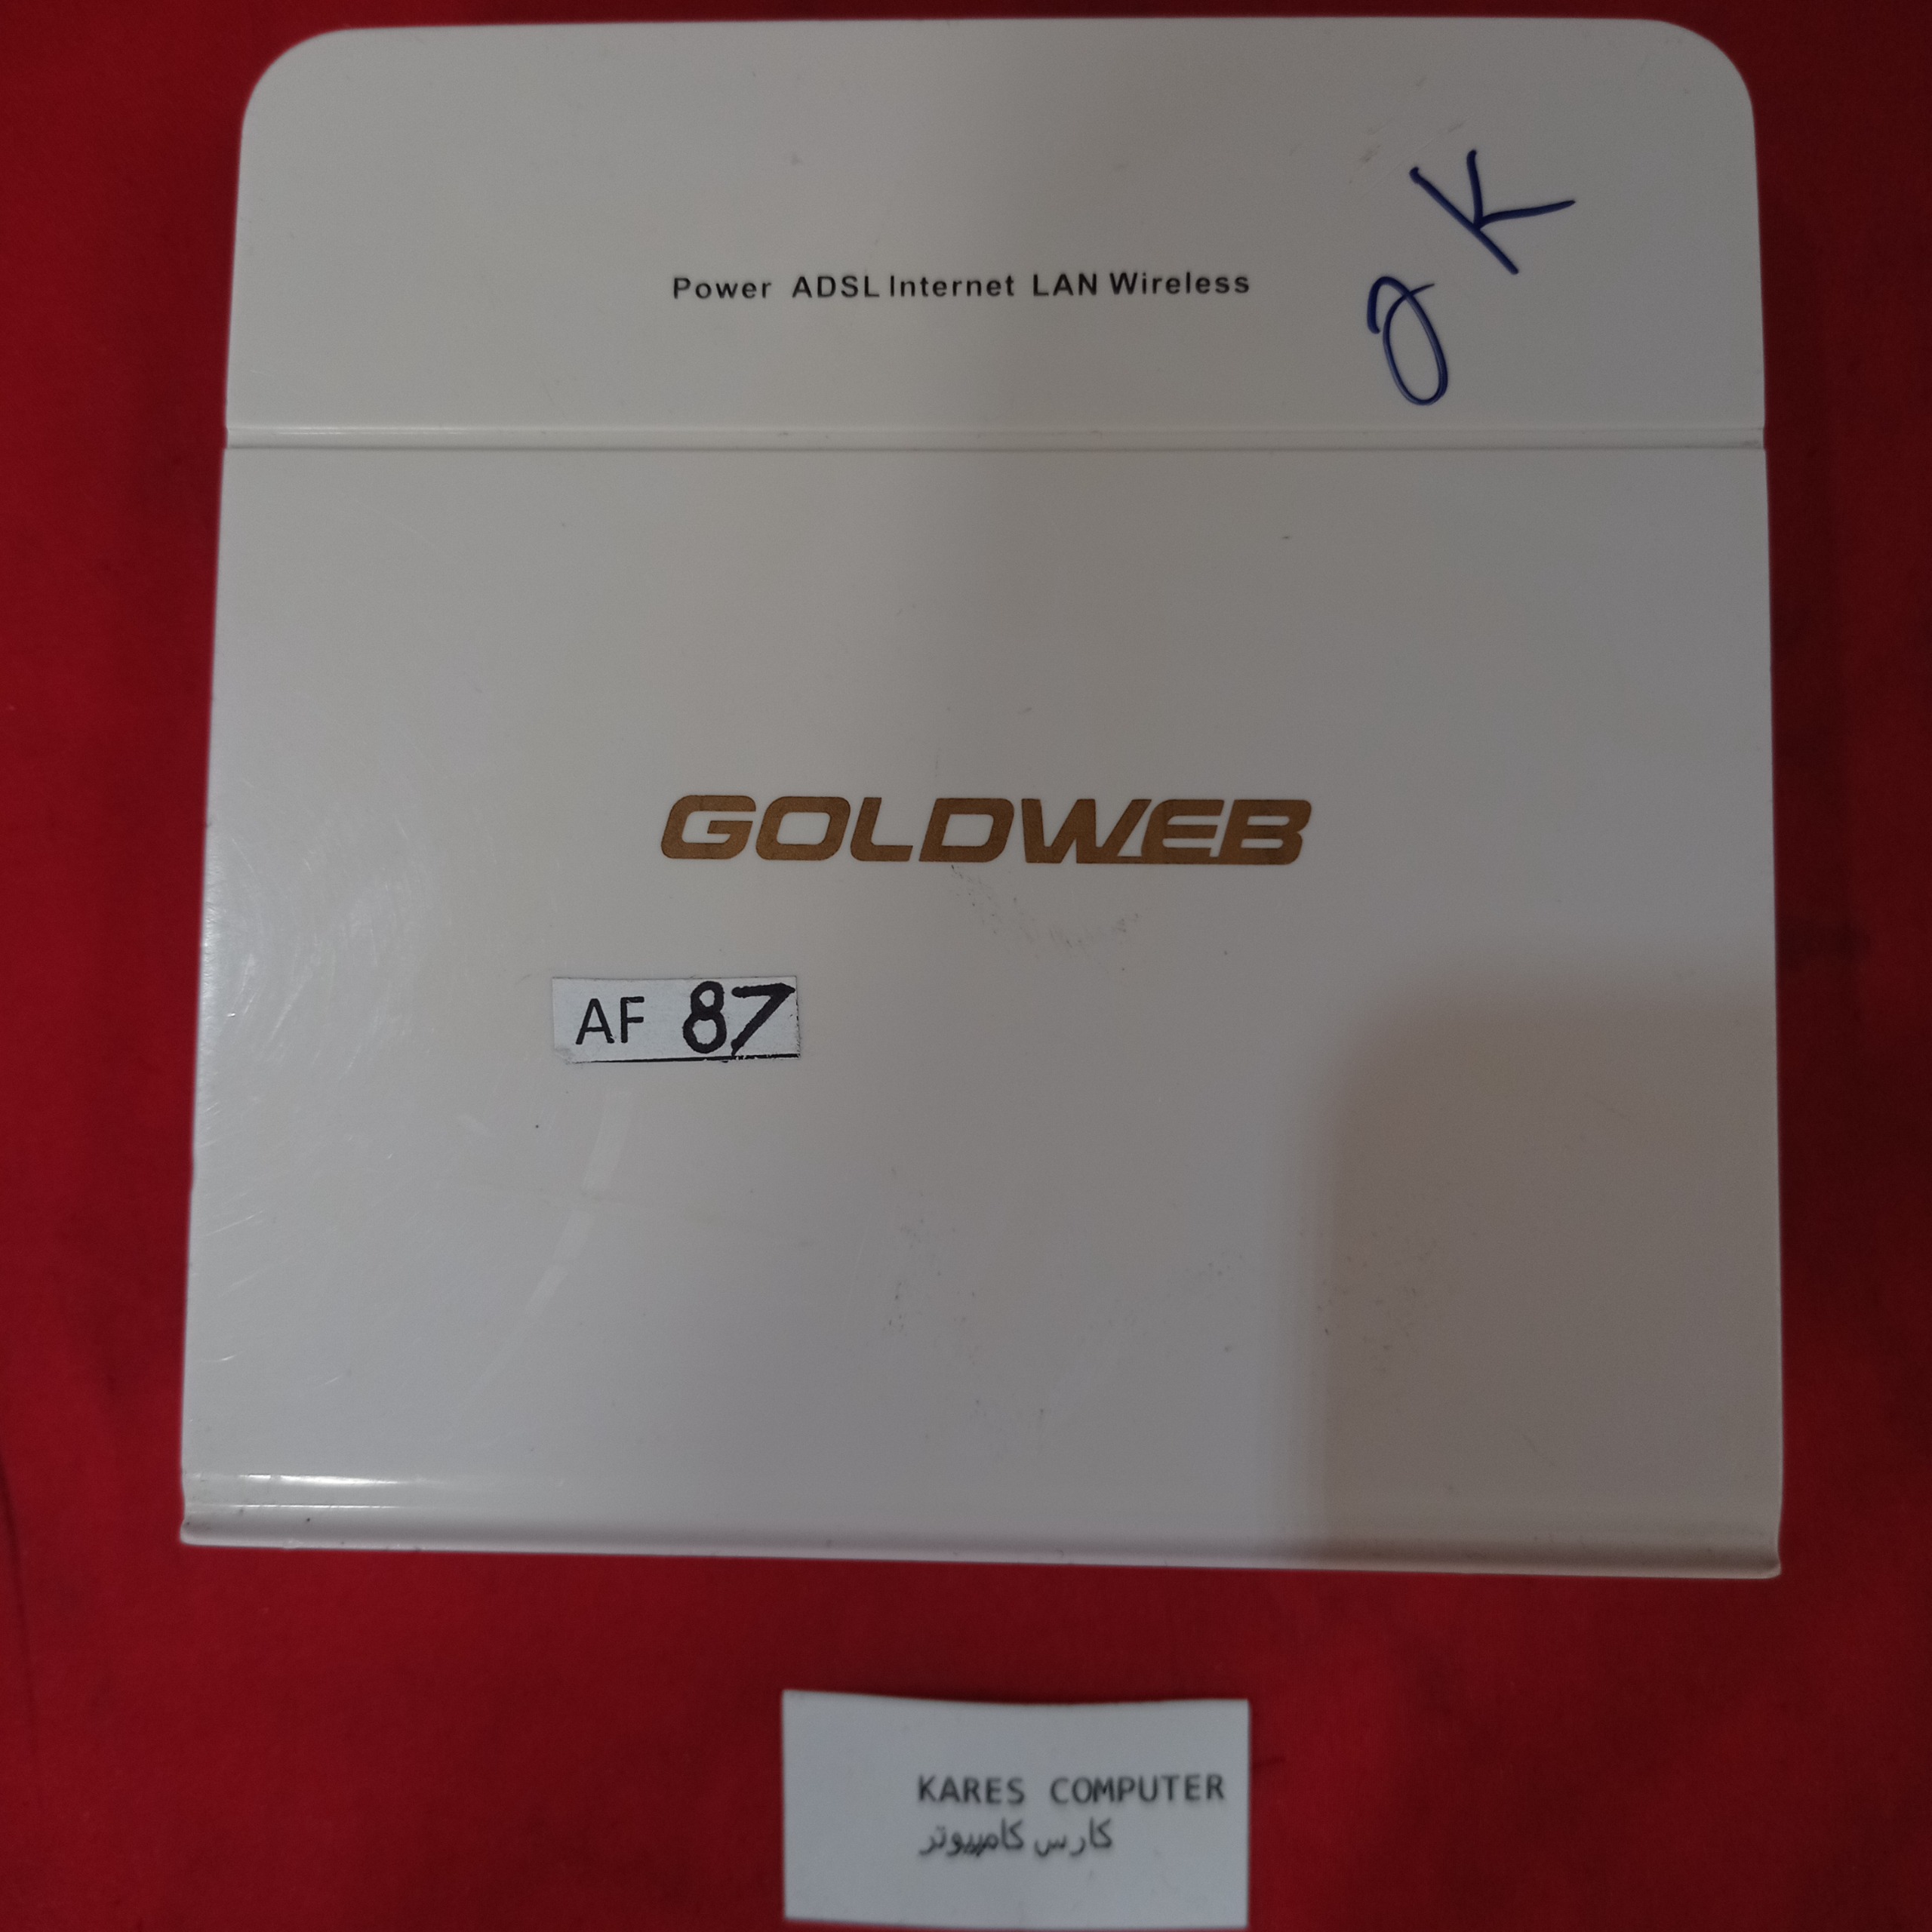 OK
Power ADSL Internet LAN Wireless
GOLDWEB
AF 87
KARES COMPUTER
کارس کامپیوتر